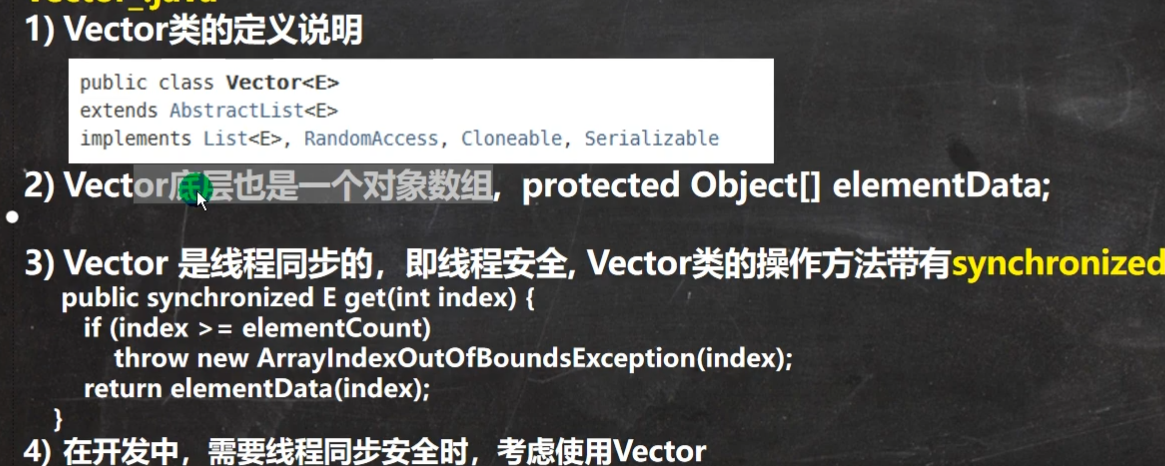 1) Vector类的定义说明
public class Vector<E>
extends AbstractList<E>
implements List<E>, RandomAccess, Cloneable, Serializable
2) Vector底层也是一个对象数组，protected Object[] elementData;
3) Vector 是线程同步的，即线程安全, Vector类的操作方法带有synchronized
public synchronized E get(int index) {
if (index >= elementCount)
throw new ArrayIndexOutOfBoundsException(index);
return elementData(index);
}
4) 在开发中，需要线程同步安全时，考虑使用Vector